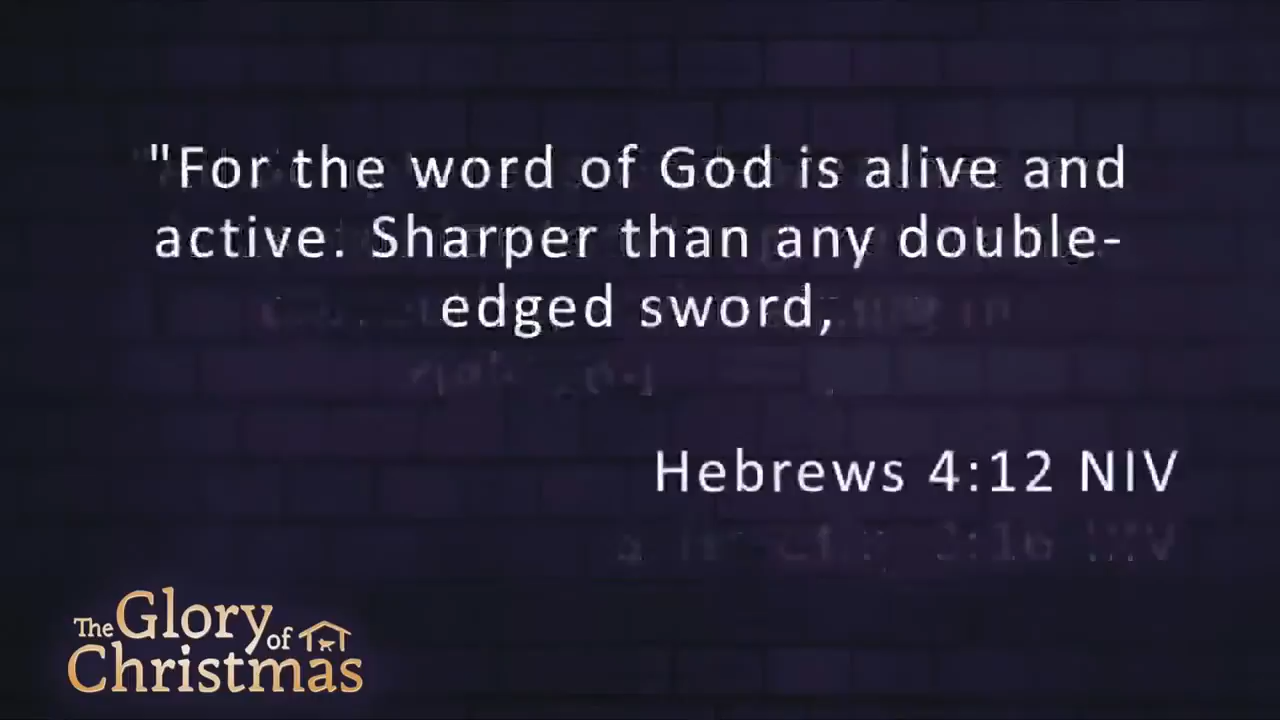 "For the word of God is alive and
active. Sharper than any double-
edged sword,
Hebrews 4:12 NIV
The Glory of
Christmas